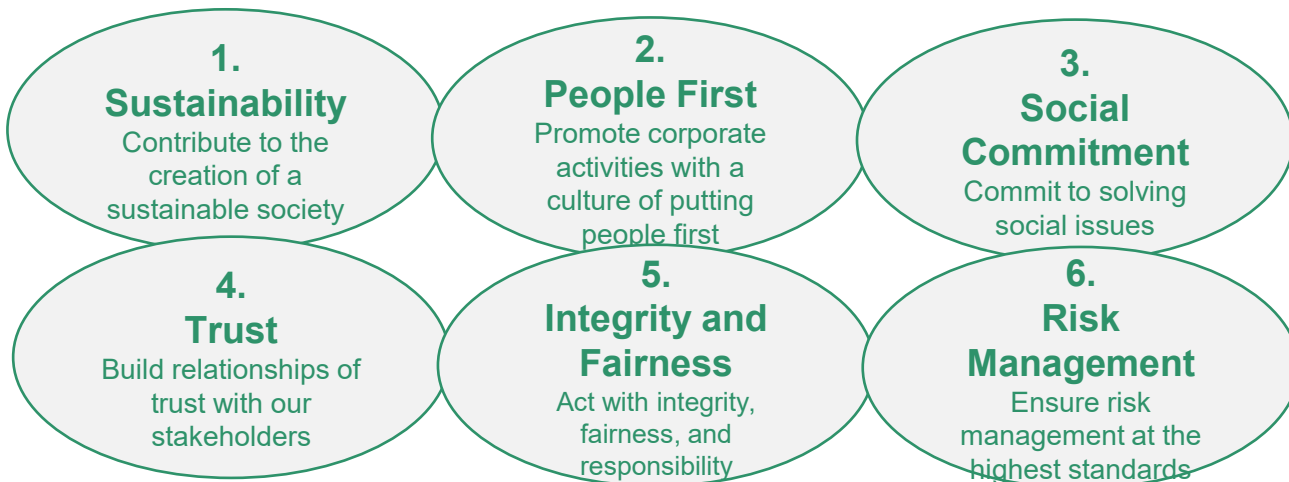 1.
Sustainability
Contribute to the
creation of a
sustainable society
2.
People First
Promote corporate
activities with a
culture of putting
people first
3.
Social
Commitment
Commit to solving
social issues
4.
Trust
Build relationships of
trust with our
stakeholders
5.
Integrity and
Fairness
Act with integrity,
fairness, and
responsibility
6.
Risk
Management
Ensure risk
management at the
highest standards